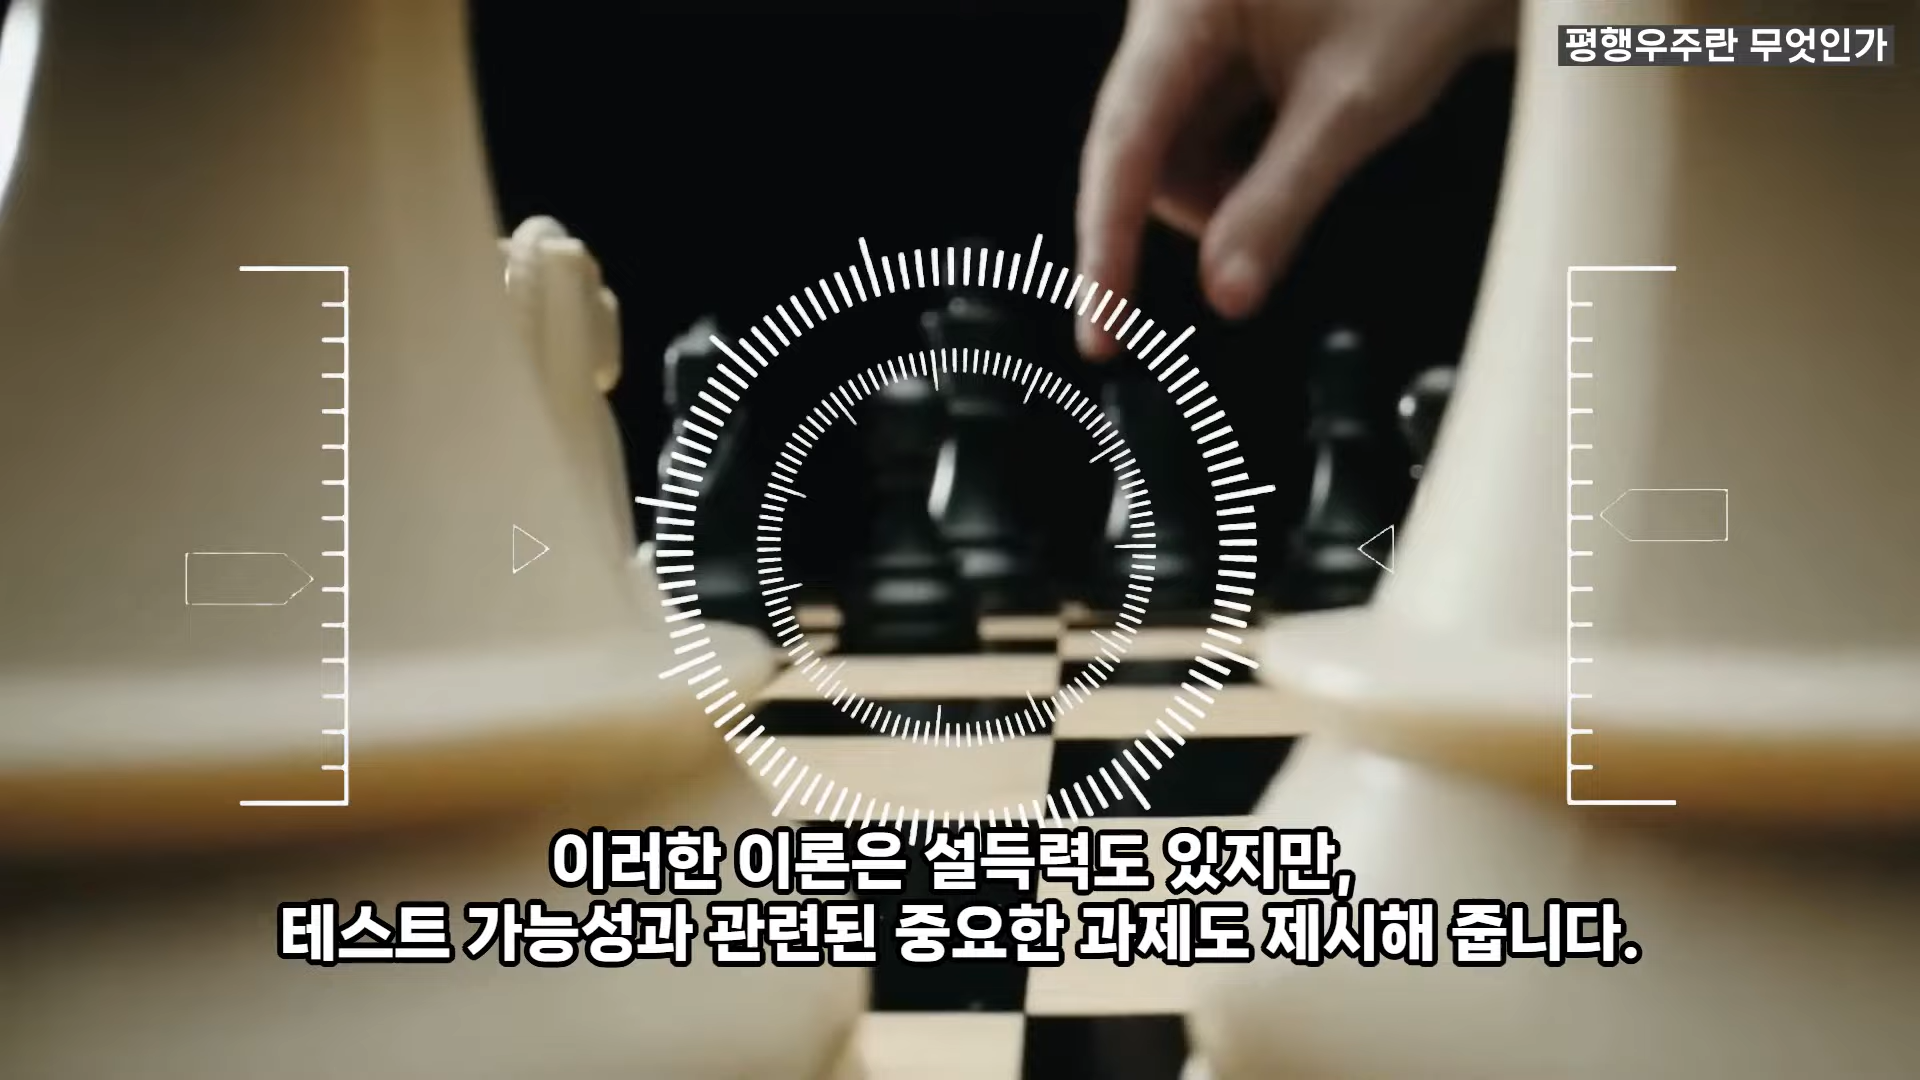 평행우주란 무엇인가
이러한 이론은 설득력도 있지만,
테스트 가능성과 관련된 중요한 과제도 제시해 줍니다.